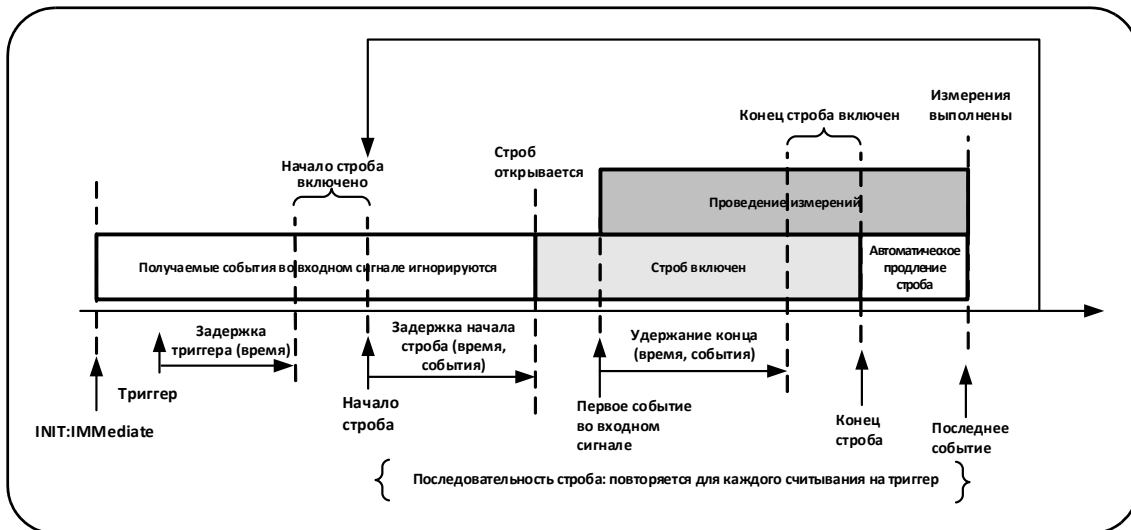 Измерения
выполнены
Конец строба включен
Начало строба
включено
Строб
открывается
Проведение измерений
Получаемые события во входном сигнале игнорируются
Строб включен
Автоматическое
продление
строба
Задержка
триггера (время)
Задержка начала
строба (время,
события)
Удержание конца
(время, события)
Триггер
INIT:IMMediate
Начало
строба
Первое событие
во входном
сигнале
Конец
строба
Последнее
событие
Последовательность строба: повторяется для каждого считывания на триггер